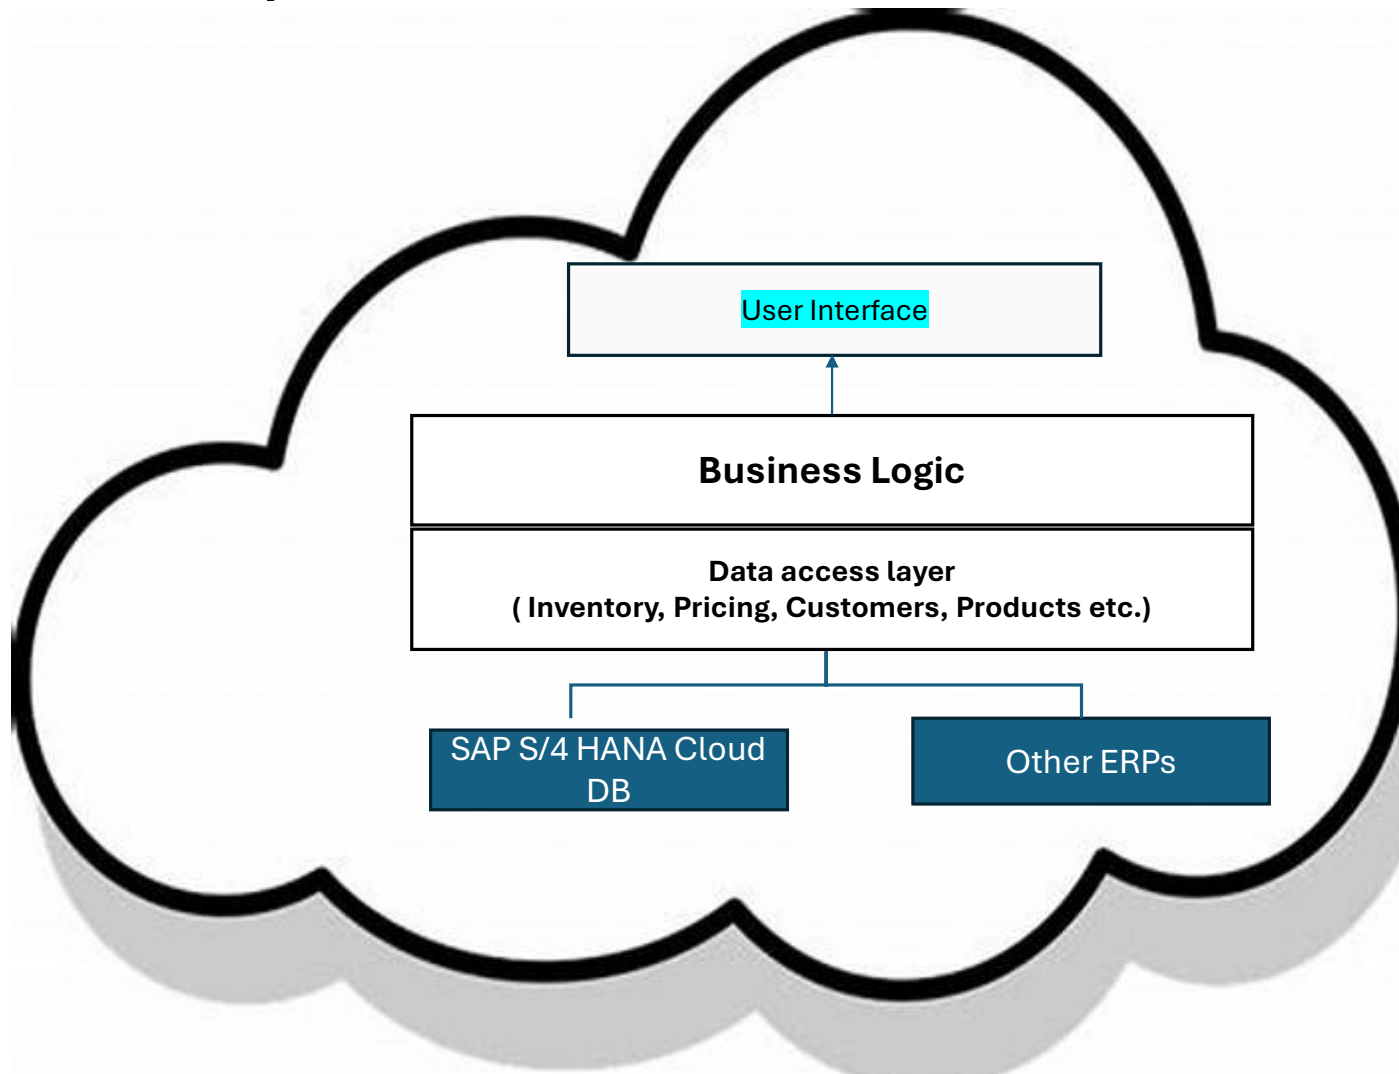 User Interface
Business Logic
Data access layer
( Inventory, Pricing, Customers, Products etc.)
SAP S/4 HANA Cloud
DB
Other ERPs